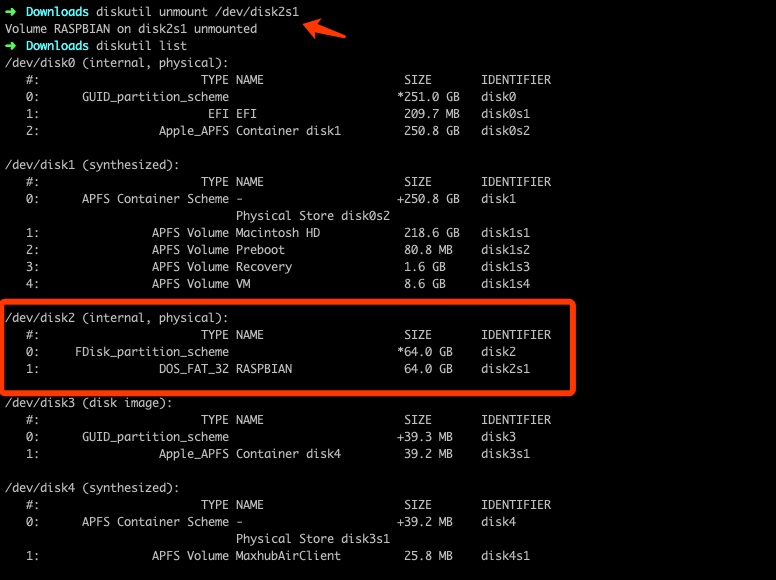 ➜ Downloads diskutil unmount /dev/disk2s1
Volume RASPBIAN on disk2s1 unmounted
➜ Downloads diskutil list
/dev/disk0 (internal, physical):
#: TYPE NAME SIZE IDENTIFIER
0: GUID_partition_scheme *251.0 GB disk0
1: EFI EFI 209.7 MB disk0s1
2: Apple_APFS Container disk1 250.8 GB disk0s2
/dev/disk1 (synthesized):
#: TYPE NAME SIZE IDENTIFIER
0: APFS Container Scheme - +250.8 GB disk1
Physical Store disk0s2
1: APFS Volume Macintosh HD 218.6 GB disk1s1
2: APFS Volume Preboot 80.8 MB disk1s2
3: APFS Volume Recovery 1.6 GB disk1s3
4: APFS Volume VM 8.6 GB disk1s4
/dev/disk2 (internal, physical):
#: TYPE NAME SIZE IDENTIFIER
0: FDisk_partition_scheme *64.0 GB disk2
1: DOS_FAT_32 RASPBIAN 64.0 GB disk2s1
/dev/disk3 (disk image):
#: TYPE NAME SIZE IDENTIFIER
0: GUID_partition_scheme +39.3 MB disk3
1: Apple_APFS Container disk4 39.2 MB disk3s1
/dev/disk4 (synthesized):
#: TYPE NAME SIZE IDENTIFIER
0: APFS Container Scheme - +39.2 MB disk4
Physical Store disk3s1
1: APFS Volume MaxhubAirClient 25.8 MB disk4s1